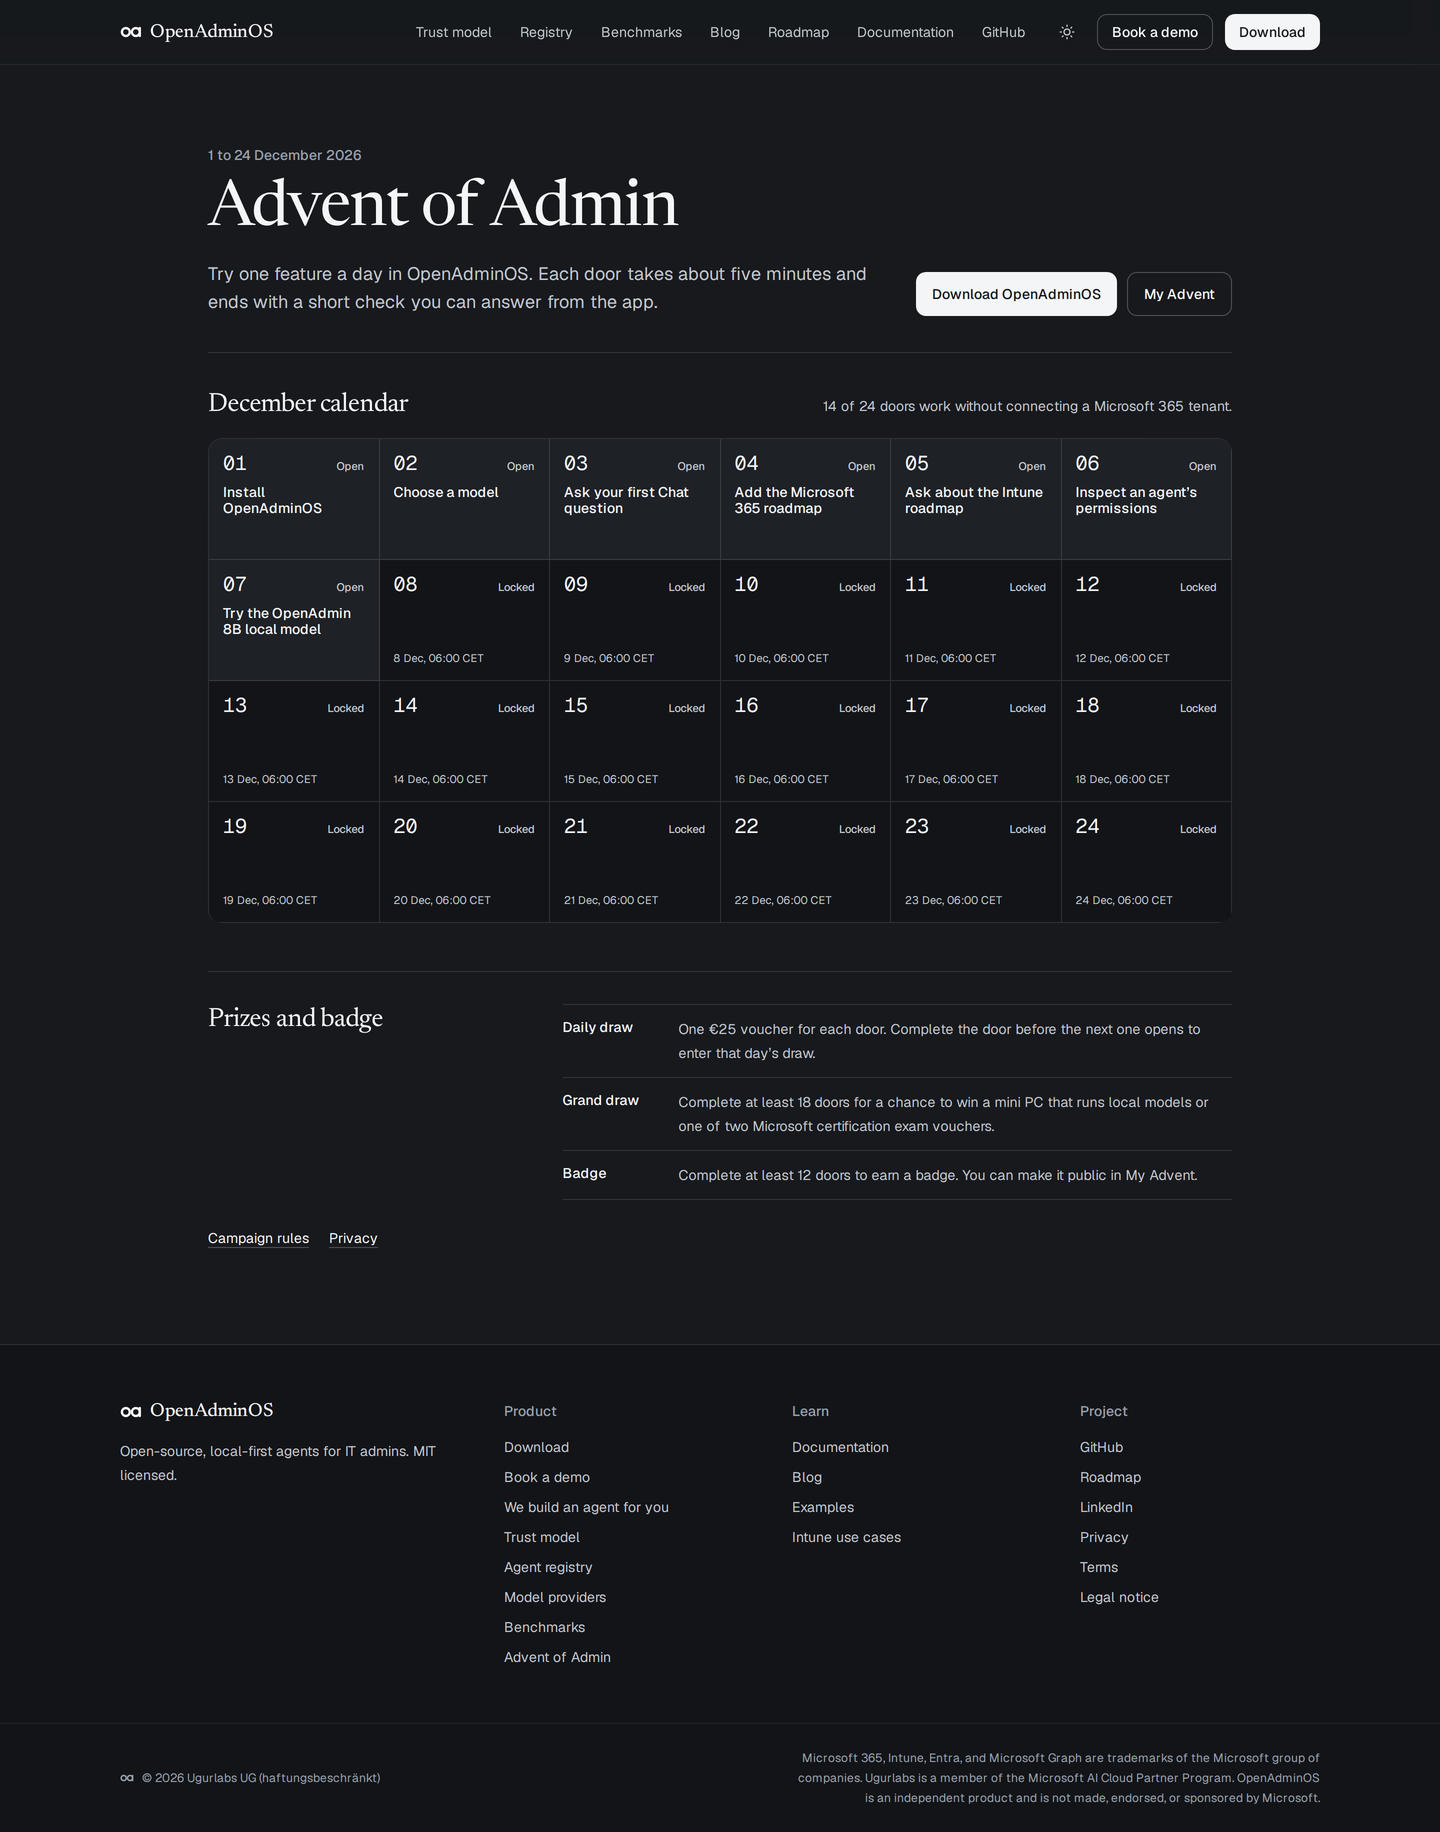 OpenAdminOS
Trust model
Registry
Benchmarks
Blog
Roadmap
Documentation
GitHub
Book a demo
Download
1 to 24 December 2026
Advent of Admin
Try one feature a day in OpenAdminOS. Each door takes about five minutes and
ends with a short check you can answer from the app.
Download OpenAdminOS
My Advent
December calendar
14 of 24 doors work without connecting a Microsoft 365 tenant.
01
Open
Install
OpenAdminOS
02
Open
Choose a model
03
Open
Ask your first Chat
question
04
Open
Add the Microsoft
365 roadmap
05
Open
Ask about the Intune
roadmap
06
Open
Inspect an agent's
permissions
07
Open
Try the OpenAdmin
8B local model
08
Locked
8 Dec, 06:00 CET
09
Locked
9 Dec, 06:00 CET
10
Locked
10 Dec, 06:00 CET
11
Locked
11 Dec, 06:00 CET
12
Locked
12 Dec, 06:00 CET
13
Locked
13 Dec, 06:00 CET
14
Locked
14 Dec, 06:00 CET
15
Locked
15 Dec, 06:00 CET
16
Locked
16 Dec, 06:00 CET
17
Locked
17 Dec, 06:00 CET
18
Locked
18 Dec, 06:00 CET
19
Locked
19 Dec, 06:00 CET
20
Locked
20 Dec, 06:00 CET
21
Locked
21 Dec, 06:00 CET
22
Locked
22 Dec, 06:00 CET
23
Locked
23 Dec, 06:00 CET
24
Locked
24 Dec, 06:00 CET
Prizes and badge
Daily draw
One €25 voucher for each door. Complete the door before the next one opens to
enter that day's draw.
Grand draw
Complete at least 18 doors for a chance to win a mini PC that runs local models or
one of two Microsoft certification exam vouchers.
Badge
Complete at least 12 doors to earn a badge. You can make it public in My Advent.
Campaign rules
Privacy
OpenAdminOS
Open-source, local-first agents for IT admins. MIT
licensed.
Product
Download
Book a demo
We build an agent for you
Trust model
Agent registry
Model providers
Benchmarks
Advent of Admin
Learn
Documentation
Blog
Examples
Intune use cases
Project
GitHub
Roadmap
LinkedIn
Privacy
Terms
Legal notice
© 2026 Ugurlabs UG (haftungsbeschränkt)
Microsoft 365, Intune, Entra, and Microsoft Graph are trademarks of the Microsoft group of
companies. Ugurlabs is a member of the Microsoft AI Cloud Partner Program. OpenAdminOS
is an independent product and is not made, endorsed, or sponsored by Microsoft.